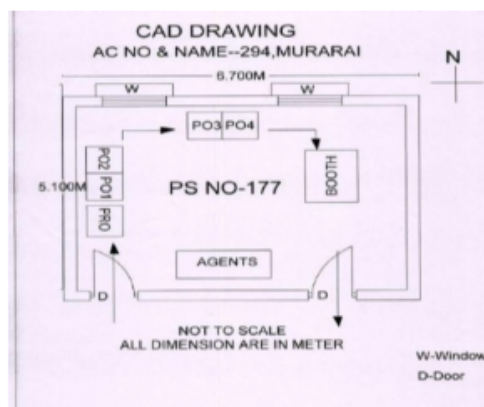 CAD DRAWING
AC NO & NAME--294,MURARAI
6.700M
N
W
W
PO3 PO4
PO2
PO1
PRO
5.100M
PS NO-177
BOOTH
AGENTS
D
D
NOT TO SCALE
ALL DIMENSION ARE IN METER
W-Window
D-Door